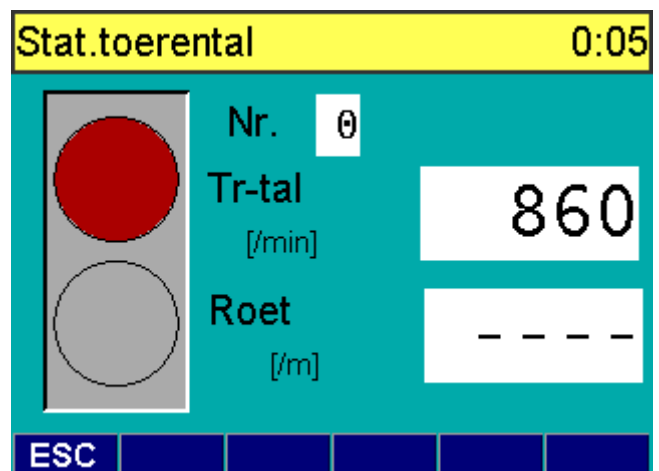 Stat.toerental 0:05
Nr. 0
Tr-tal 860
[/min]
Roet ----
[/m]
ESC